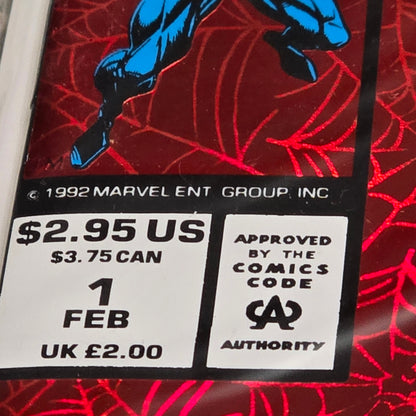 © 1992 MARVEL ENT. GROUP, INC
$2.95 US
$3.75 CAN
1
FEB
UK £2.00
APPROVED
BY THE
COMICS
CODE
CA
AUTHORITY